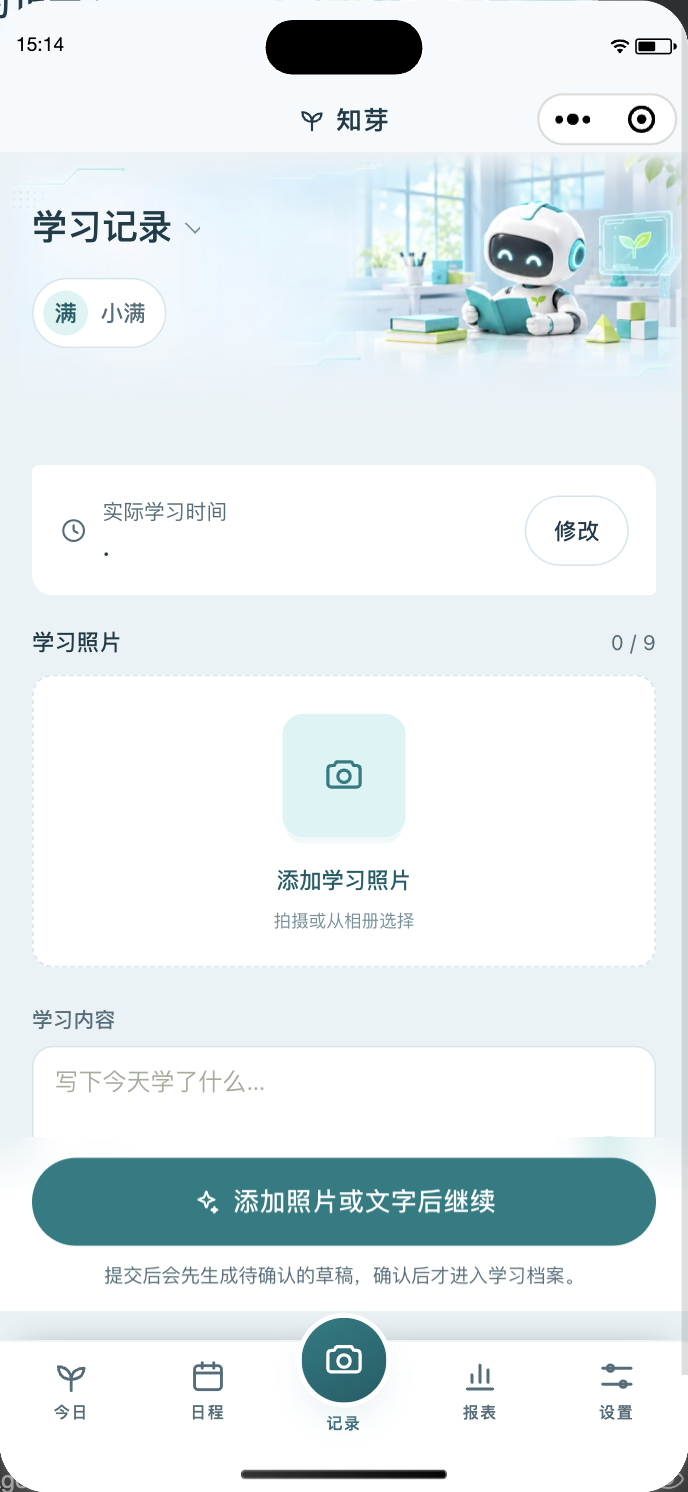 15:14
知芽
学习记录
满 小满
实际学习时间
·
修改
学习照片
0 / 9
添加学习照片
拍摄或从相册选择
学习内容
写下今天学了什么...
添加照片或文字后继续
提交后会先生成待确认的草稿，确认后才进入学习档案。
今日
日程
记录
报表
设置